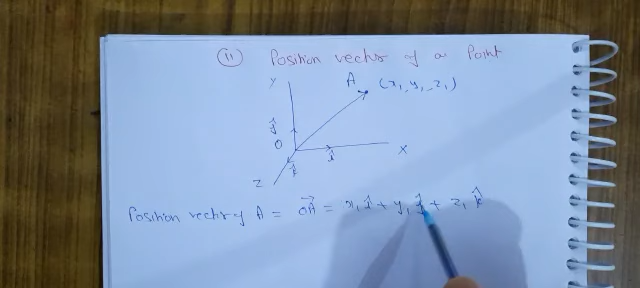 (ii) Position vector of a Point
Y
A (x₁, y₁, z₁)
ĵ
O
î
X
k̂
Z
Position vector of A = OA⃗ = x₁ î + y₁ ĵ + z₁ k̂